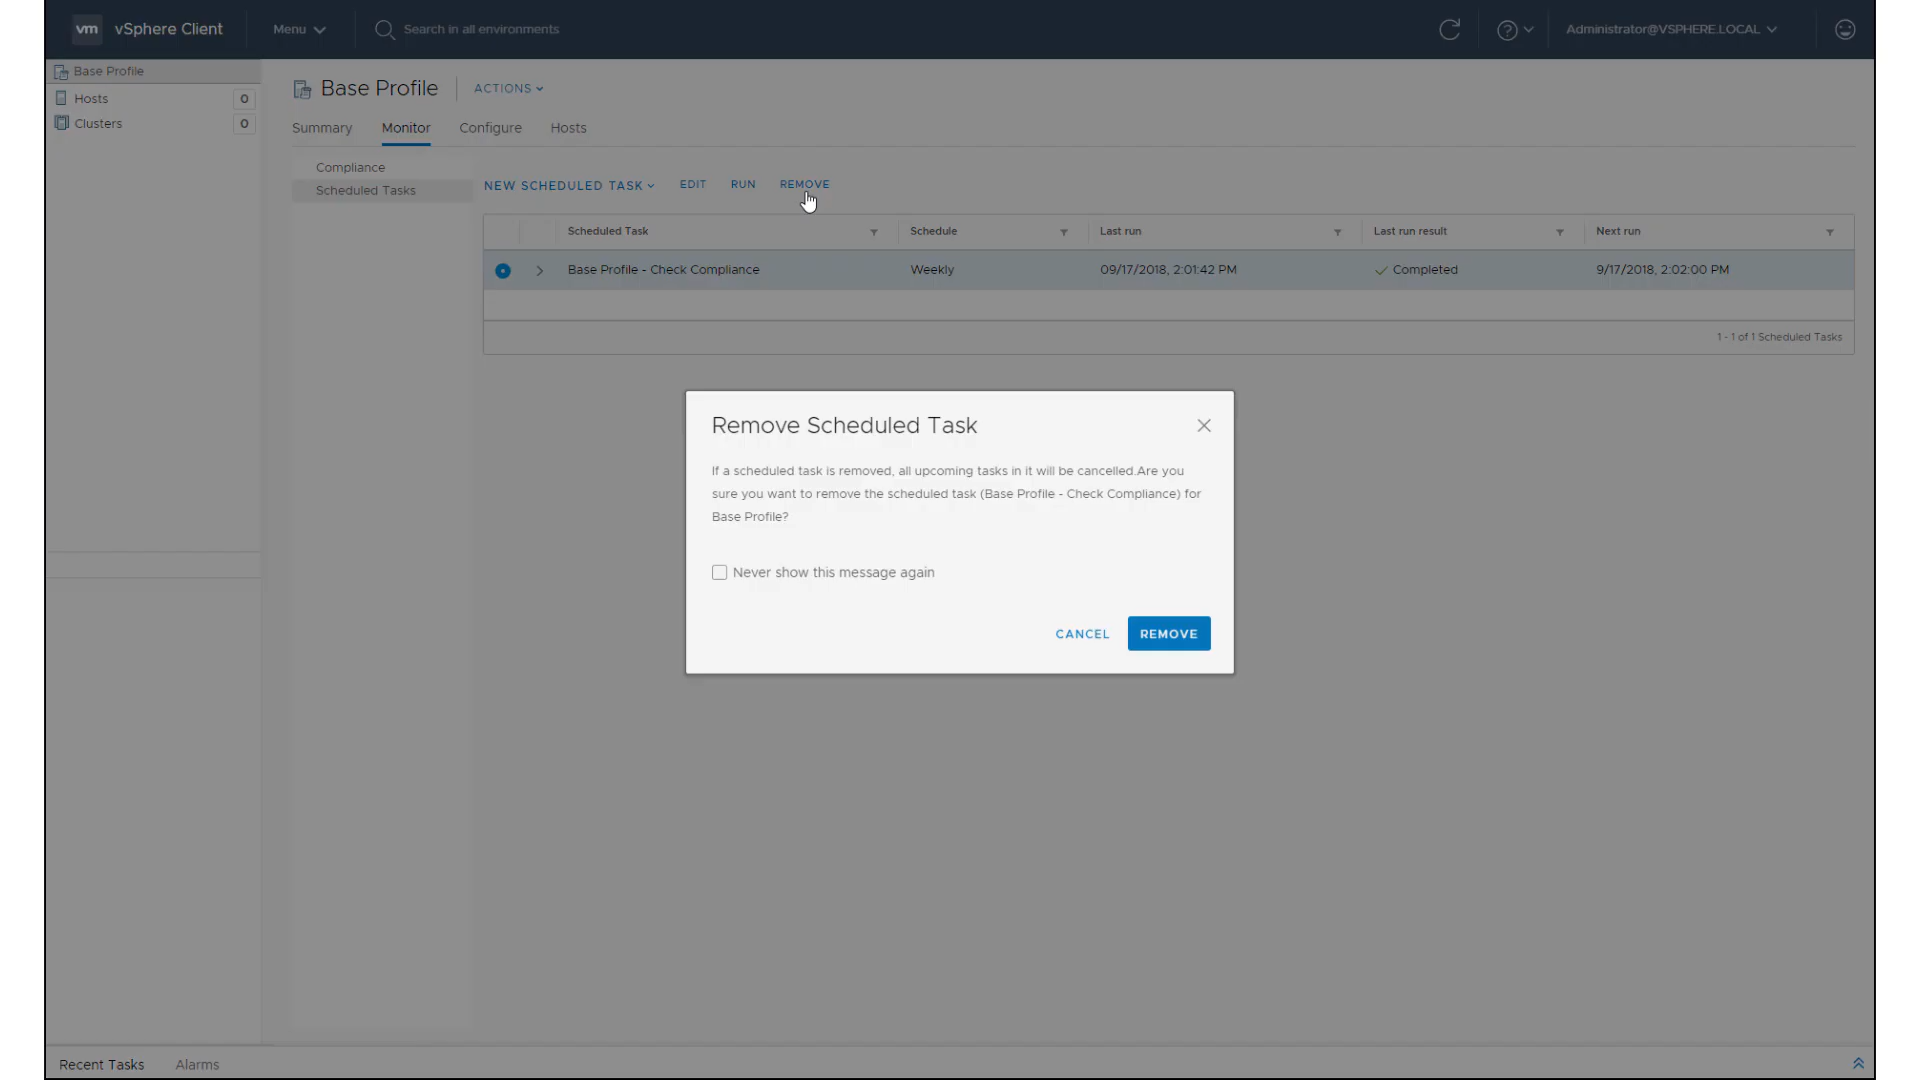 vm vSphere Client Menu Search in all environments Administrator@VSPHERE.LOCAL
Base Profile
Hosts 0
Clusters 0
Base Profile ACTIONS
Summary Monitor Configure Hosts
Compliance
Scheduled Tasks
NEW SCHEDULED TASK EDIT RUN REMOVE
Scheduled Task Schedule Last run Last run result Next run
Base Profile - Check Compliance Weekly 09/17/2018, 2:01:42 PM Completed 9/17/2018, 2:02:00 PM
1 - 1 of 1 Scheduled Tasks
Remove Scheduled Task
If a scheduled task is removed, all upcoming tasks in it will be cancelled.Are you
sure you want to remove the scheduled task (Base Profile - Check Compliance) for
Base Profile?
Never show this message again
CANCEL REMOVE
Recent Tasks Alarms